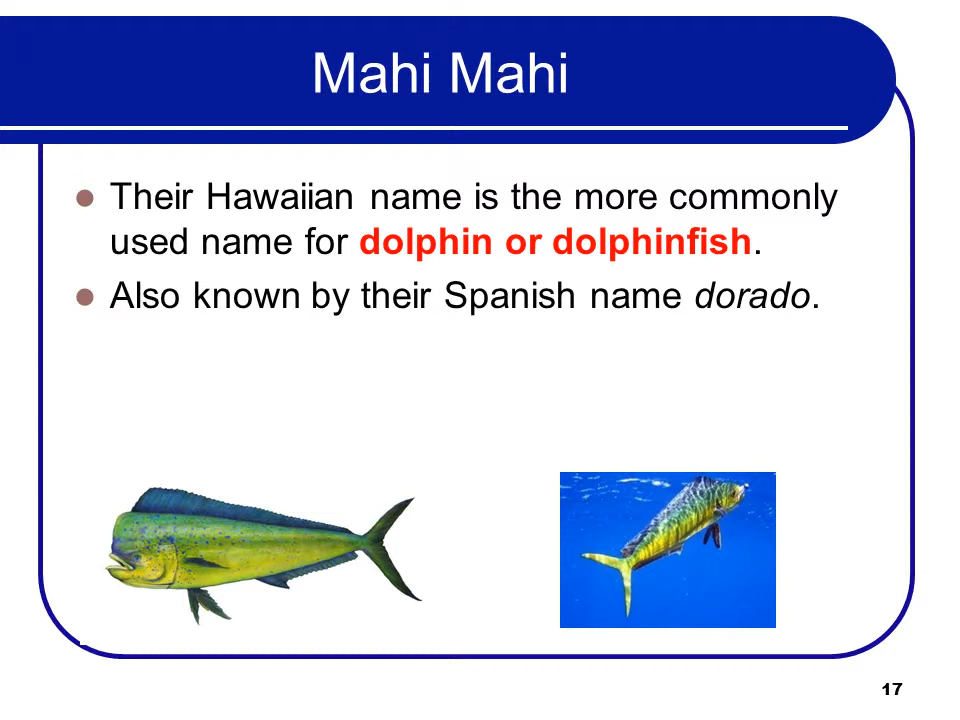 Mahi Mahi
Their Hawaiian name is the more commonly
used name for dolphin or dolphinfish.
Also known by their Spanish name dorado.
17